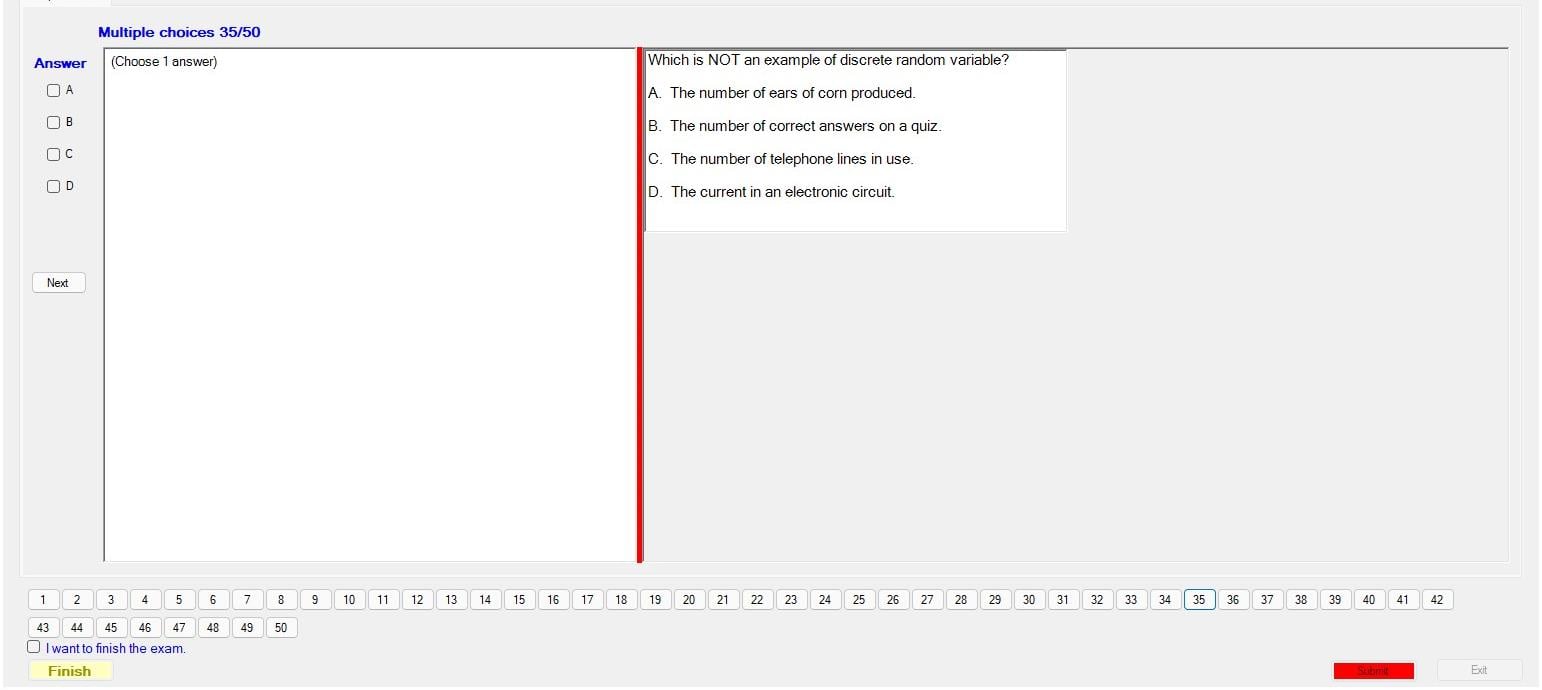 Multiple choices 35/50
Answer
(Choose 1 answer)
A
B
C
D
Next
Which is NOT an example of discrete random variable?
A. The number of ears of corn produced.
B. The number of correct answers on a quiz.
C. The number of telephone lines in use.
D. The current in an electronic circuit.
1 2 3 4 5 6 7 8 9 10 11 12 13 14 15 16 17 18 19 20 21 22 23 24 25 26 27 28 29 30 31 32 33 34 35 36 37 38 39 40 41 42
43 44 45 46 47 48 49 50
I want to finish the exam.
Finish
Submit
Exit